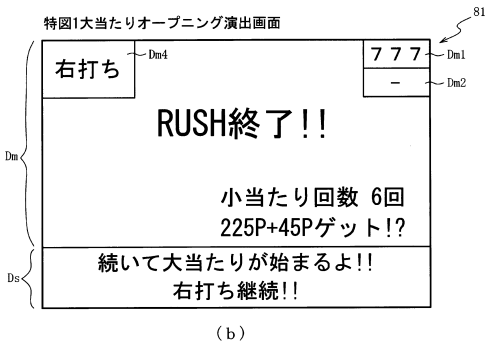 特図1大当たりオープニング演出画面
81
右打ち
Dm4
777
Dm1
－
Dm2
RUSH終了!!
Dm
小当たり回数 6回
225P+45Pゲット!?
Ds
続いて大当たりが始まるよ!!
右打ち継続!!
(b)